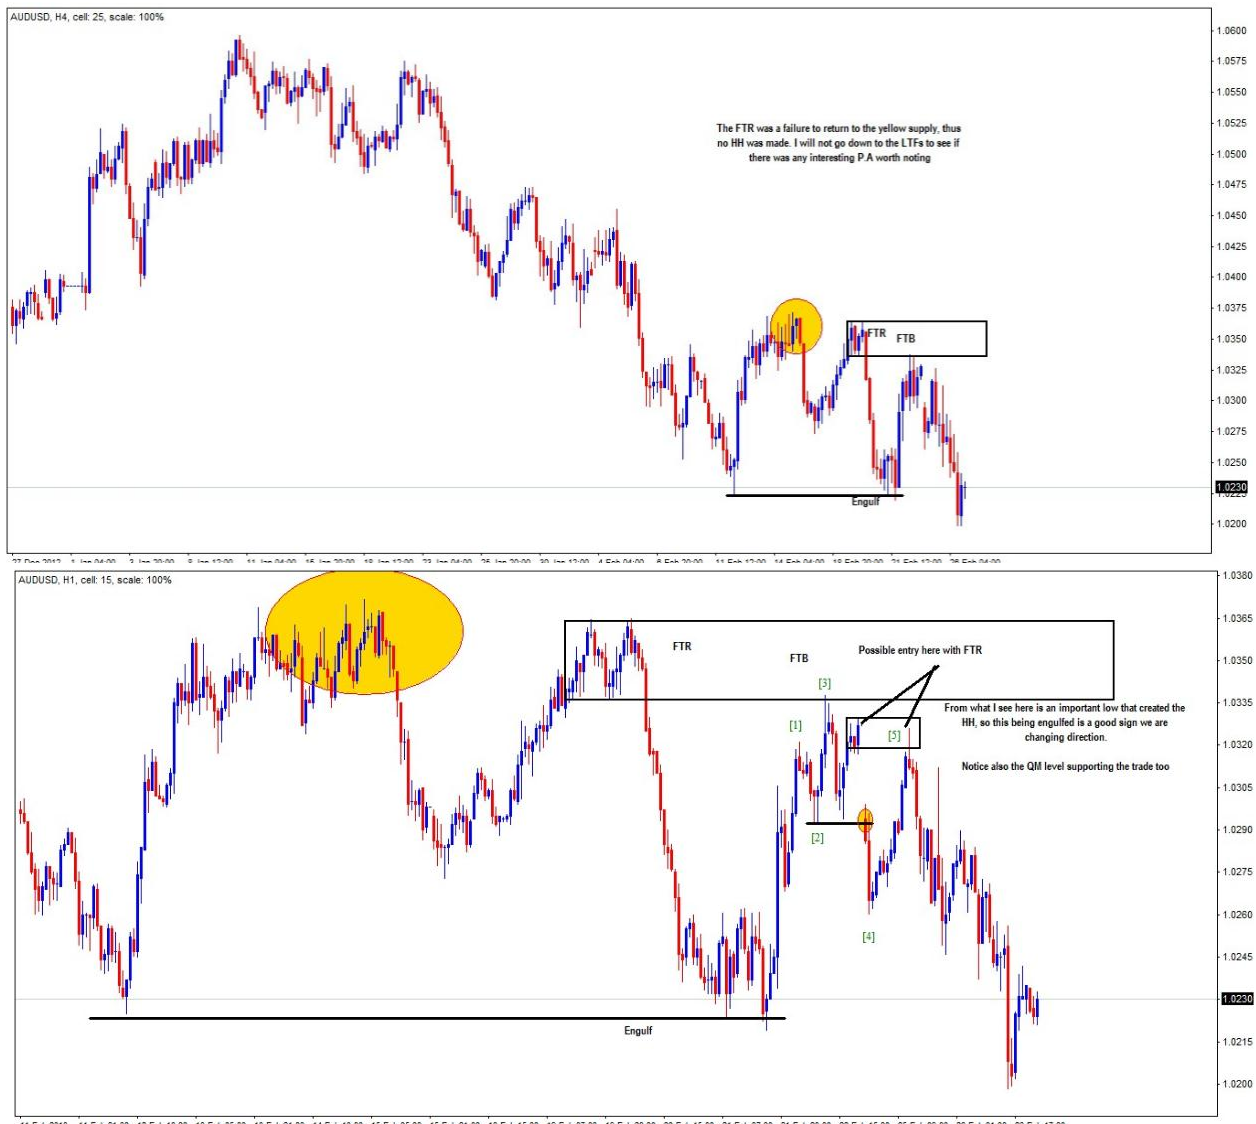 AUDUSD, H4, cell: 25, scale: 100%
The FTR was a failure to return to the yellow supply, thus
no HH was made. I will not go down to the LTFs to see if
there was any interesting P.A worth noting
FTR
FTB
Engulf
1.0600
1.0575
1.0550
1.0525
1.0500
1.0475
1.0450
1.0425
1.0400
1.0375
1.0350
1.0325
1.0300
1.0275
1.0250
1.0230
1.0200
AUDUSD, H1, cell: 15, scale: 100%
FTR
FTB
Possible entry here with FTR
[3]
[1]
[5]
From what I see here is an important low that created the
HH, so this being engulfed is a good sign we are
changing direction.
Notice also the QM level supporting the trade too
[2]
[4]
Engulf
1.0380
1.0365
1.0350
1.0335
1.0320
1.0305
1.0290
1.0275
1.0260
1.0245
1.0230
1.0215
1.0200